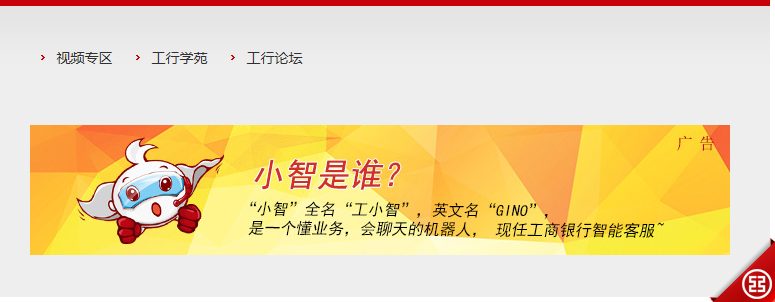 视频专区 工行学苑 工行论坛
广告
小智是谁？
“小智”全名“工小智”，英文名“GINO”，
是一个懂业务，会聊天的机器人， 现任工商银行智能客服~